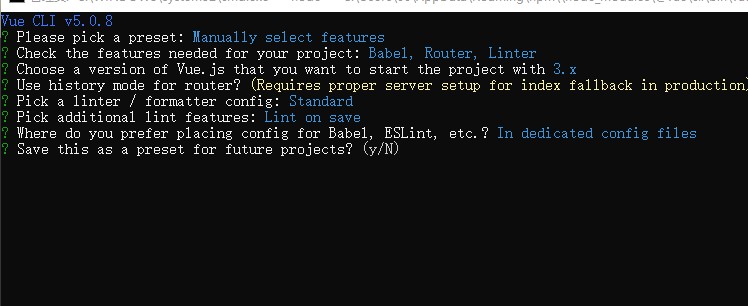 Vue CLI v5.0.8
? Please pick a preset: Manually select features
? Check the features needed for your project: Babel, Router, Linter
? Choose a version of Vue.js that you want to start the project with 3.x
? Use history mode for router? (Requires proper server setup for index fallback in production)
? Pick a linter / formatter config: Standard
? Pick additional lint features: Lint on save
? Where do you prefer placing config for Babel, ESLint, etc.? In dedicated config files
? Save this as a preset for future projects? (y/N)